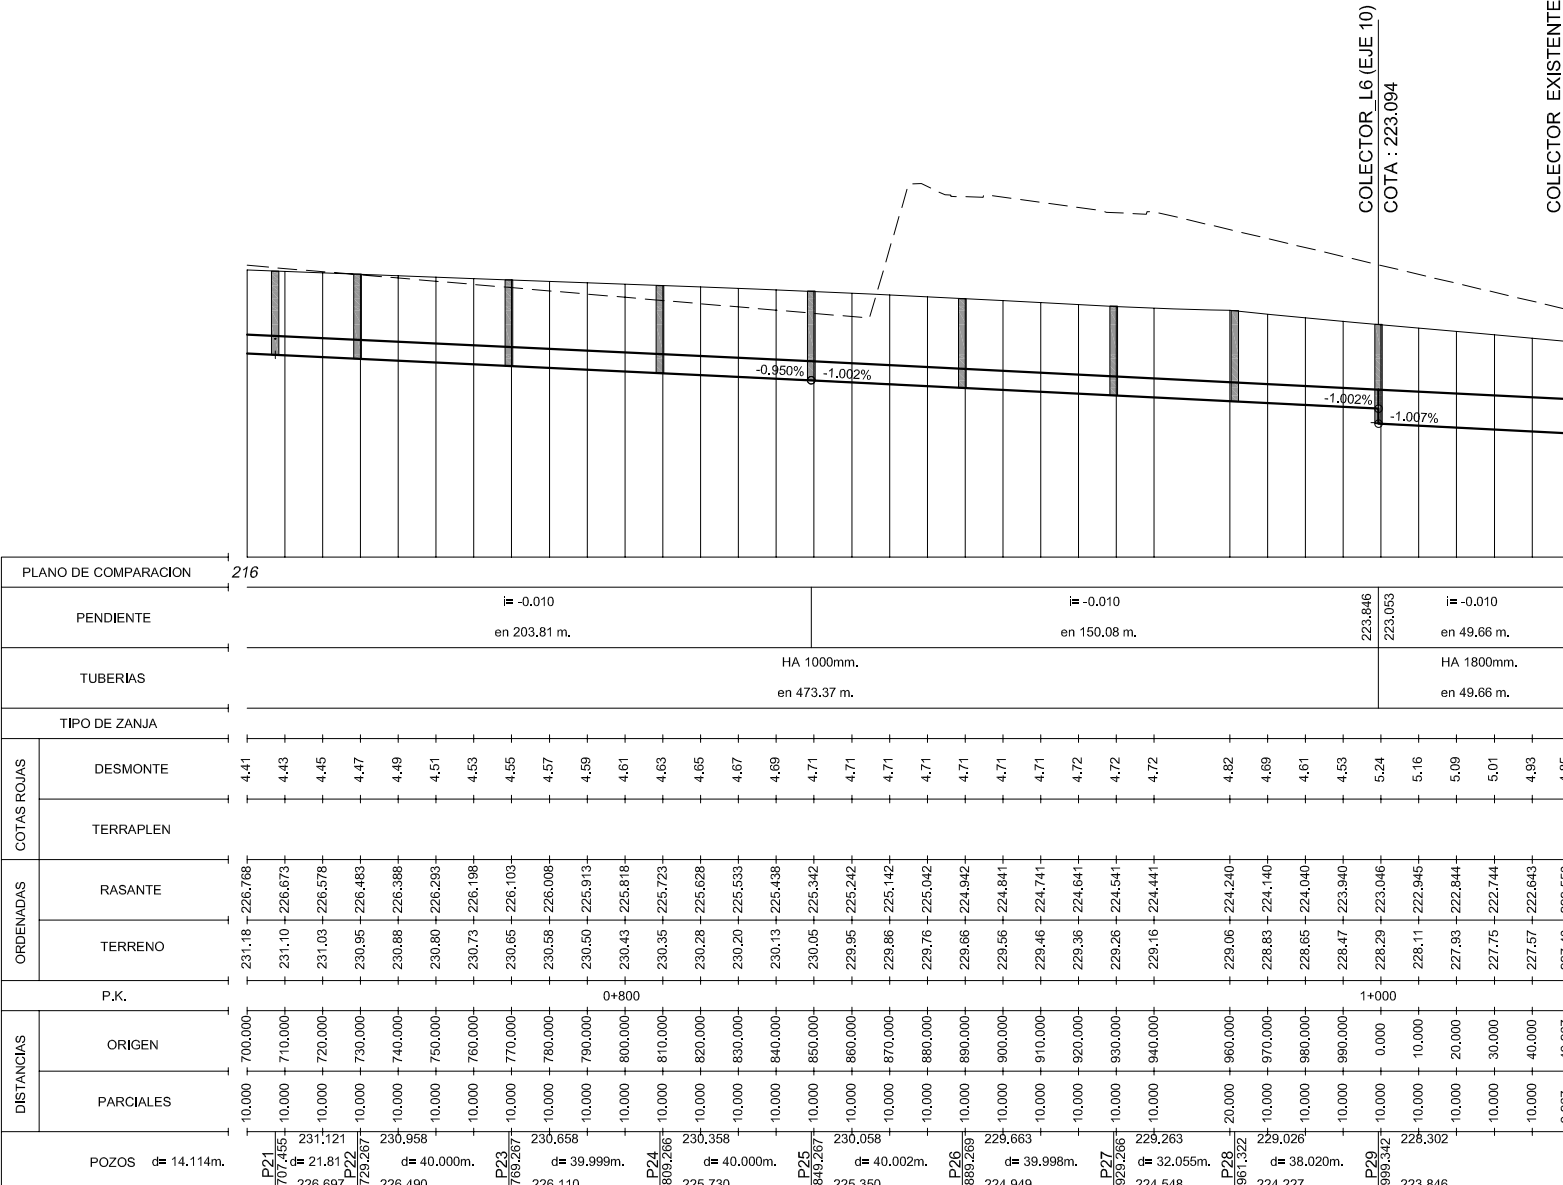 COLECTOR_L6 (EJE 10)
COTA : 223.094
COLECTOR EXISTENTE
-0.950%
-1.002%
-1.002%
-1.007%
PLANO DE COMPARACION 216
PENDIENTE
i= -0.010
en 203.81 m.
i= -0.010
en 150.08 m.
223.846
223.053
i= -0.010
en 49.66 m.
TUBERIAS
HA 1000mm.
en 473.37 m.
HA 1800mm.
en 49.66 m.
TIPO DE ZANJA
COTAS ROJAS
DESMONTE 4.41 4.43 4.45 4.47 4.49 4.51 4.53 4.55 4.57 4.59 4.61 4.63 4.65 4.67 4.69 4.71 4.71 4.71 4.71 4.71 4.71 4.71 4.72 4.72 4.72 4.82 4.69 4.61 4.53 5.24 5.16 5.09 5.01 4.93
TERRAPLEN
ORDENADAS
RASANTE 226.768 226.673 226.578 226.483 226.388 226.293 226.198 226.103 226.008 225.913 225.818 225.723 225.628 225.533 225.438 225.342 225.242 225.142 225.042 224.942 224.841 224.741 224.641 224.541 224.441 224.240 224.140 224.040 223.940 223.046 222.945 222.844 222.744 222.643
TERRENO 231.18 231.10 231.03 230.95 230.88 230.80 230.73 230.65 230.58 230.50 230.43 230.35 230.28 230.20 230.13 230.05 229.95 229.86 229.76 229.66 229.56 229.46 229.36 229.26 229.16 229.06 228.83 228.65 228.47 228.29 228.11 227.93 227.75 227.57
P.K. 0+800 1+000
DISTANCIAS
ORIGEN 700.000 710.000 720.000 730.000 740.000 750.000 760.000 770.000 780.000 790.000 800.000 810.000 820.000 830.000 840.000 850.000 860.000 870.000 880.000 890.000 900.000 910.000 920.000 930.000 940.000 960.000 970.000 980.000 990.000 0.000 10.000 20.000 30.000 40.000
PARCIALES 10.000 10.000 10.000 10.000 10.000 10.000 10.000 10.000 10.000 10.000 10.000 10.000 10.000 10.000 10.000 10.000 10.000 10.000 10.000 10.000 10.000 10.000 10.000 10.000 10.000 20.000 10.000 10.000 10.000 10.000 10.000 10.000 10.000 10.000
POZOS d= 14.114m.
P21 707.455 231.121 d= 21.81 226.697
P22 729.267 230.958 d= 40.000m. 226.490
P23 769.267 230.658 d= 39.999m. 226.110
P24 809.266 230.358 d= 40.000m. 225.730
P25 849.267 230.058 d= 40.002m. 225.350
P26 889.269 229.663 d= 39.998m. 224.949
P27 929.266 229.263 d= 32.055m. 224.548
P28 961.322 229.026 d= 38.020m. 224.227
P29 999.342 228.302 223.846